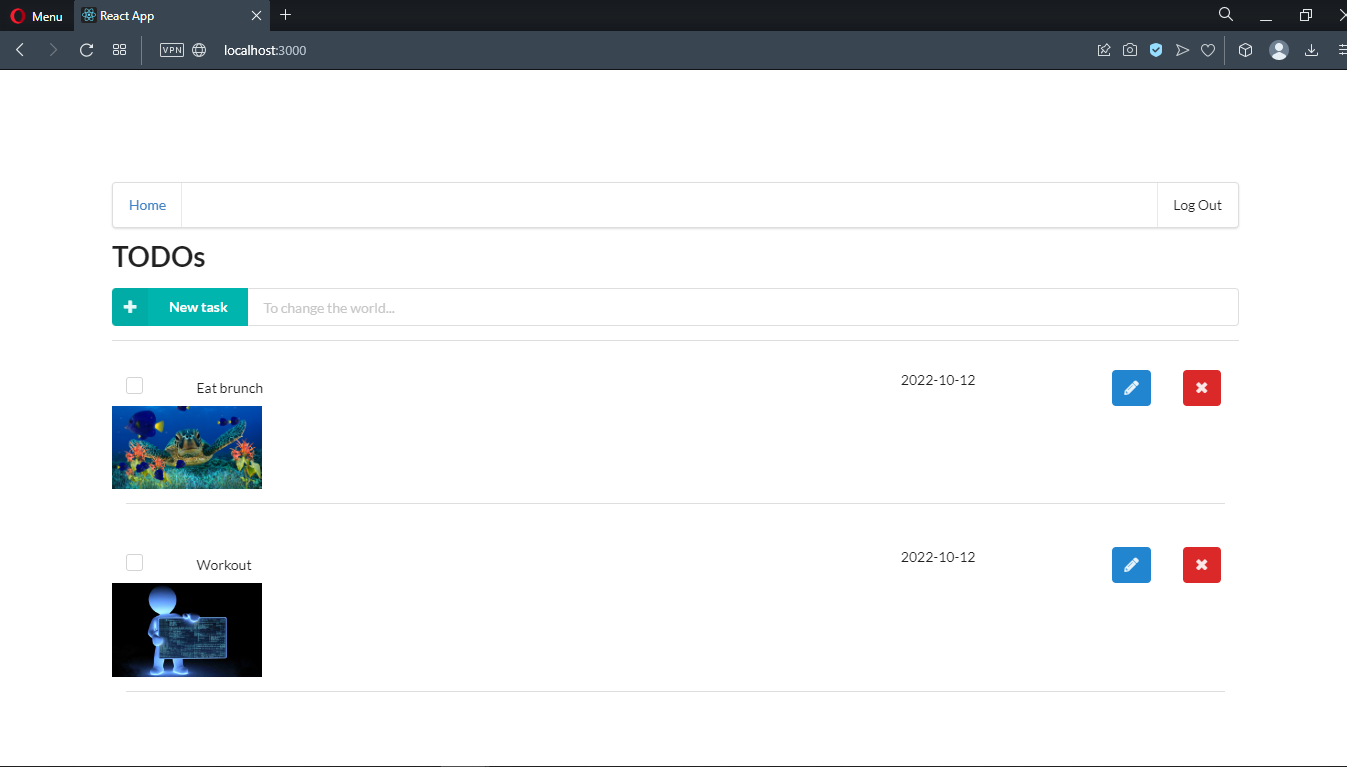 Menu
React App
VPN
localhost:3000
Home
Log Out
TODOs
New task
To change the world...
Eat brunch
2022-10-12
Workout
2022-10-12